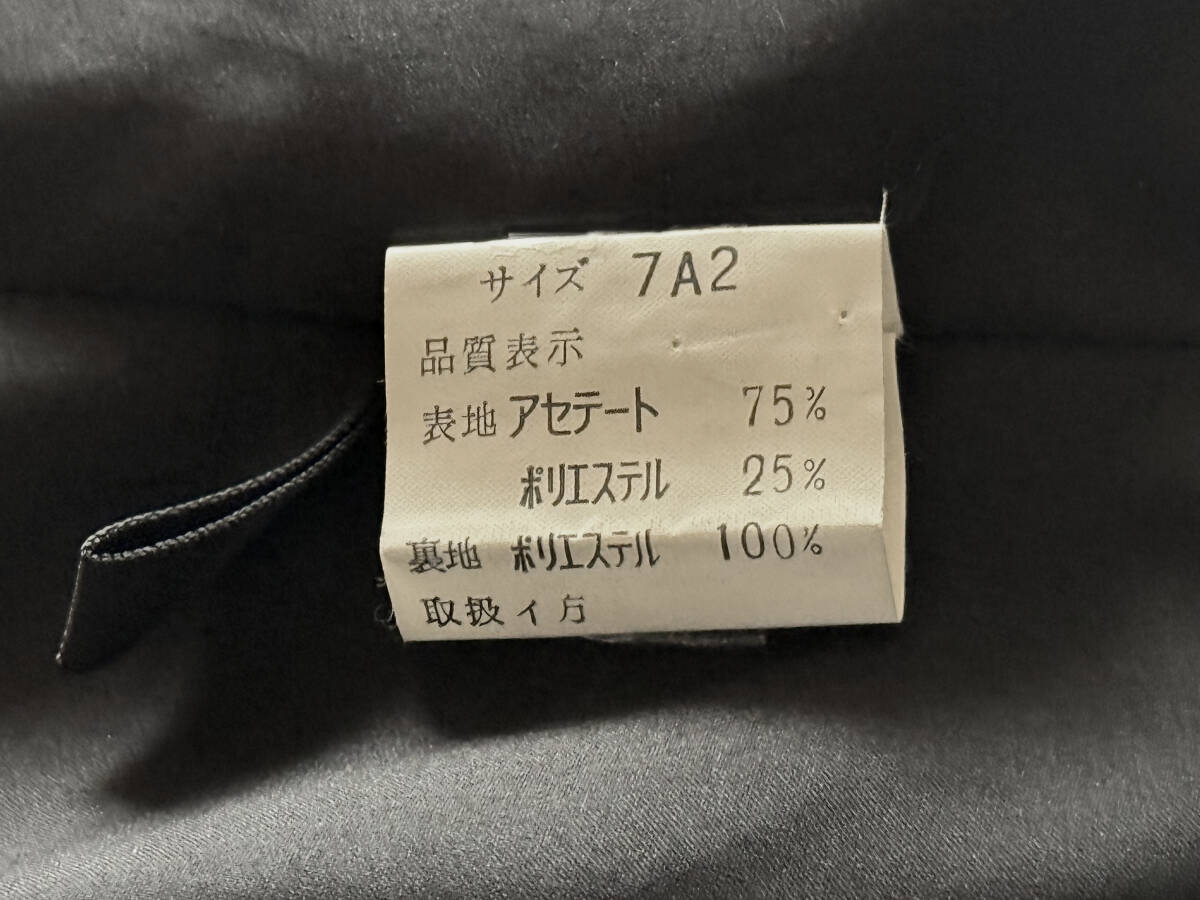 サイズ 7A2
品質表示
表地 アセテート 75%
ポリエステル 25%
裏地 ポリエステル 100%
取扱イ方